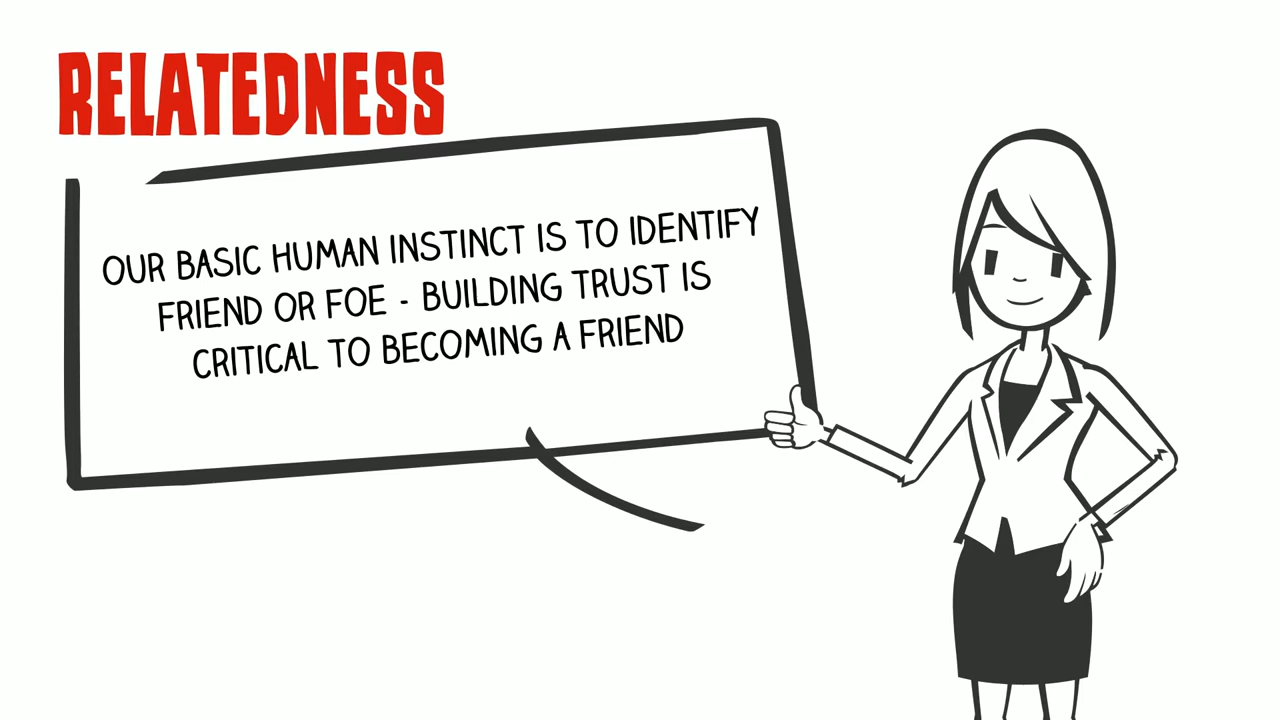 RELATEDNESS
OUR BASIC HUMAN INSTINCT IS TO IDENTIFY
FRIEND OR FOE - BUILDING TRUST IS
CRITICAL TO BECOMING A FRIEND